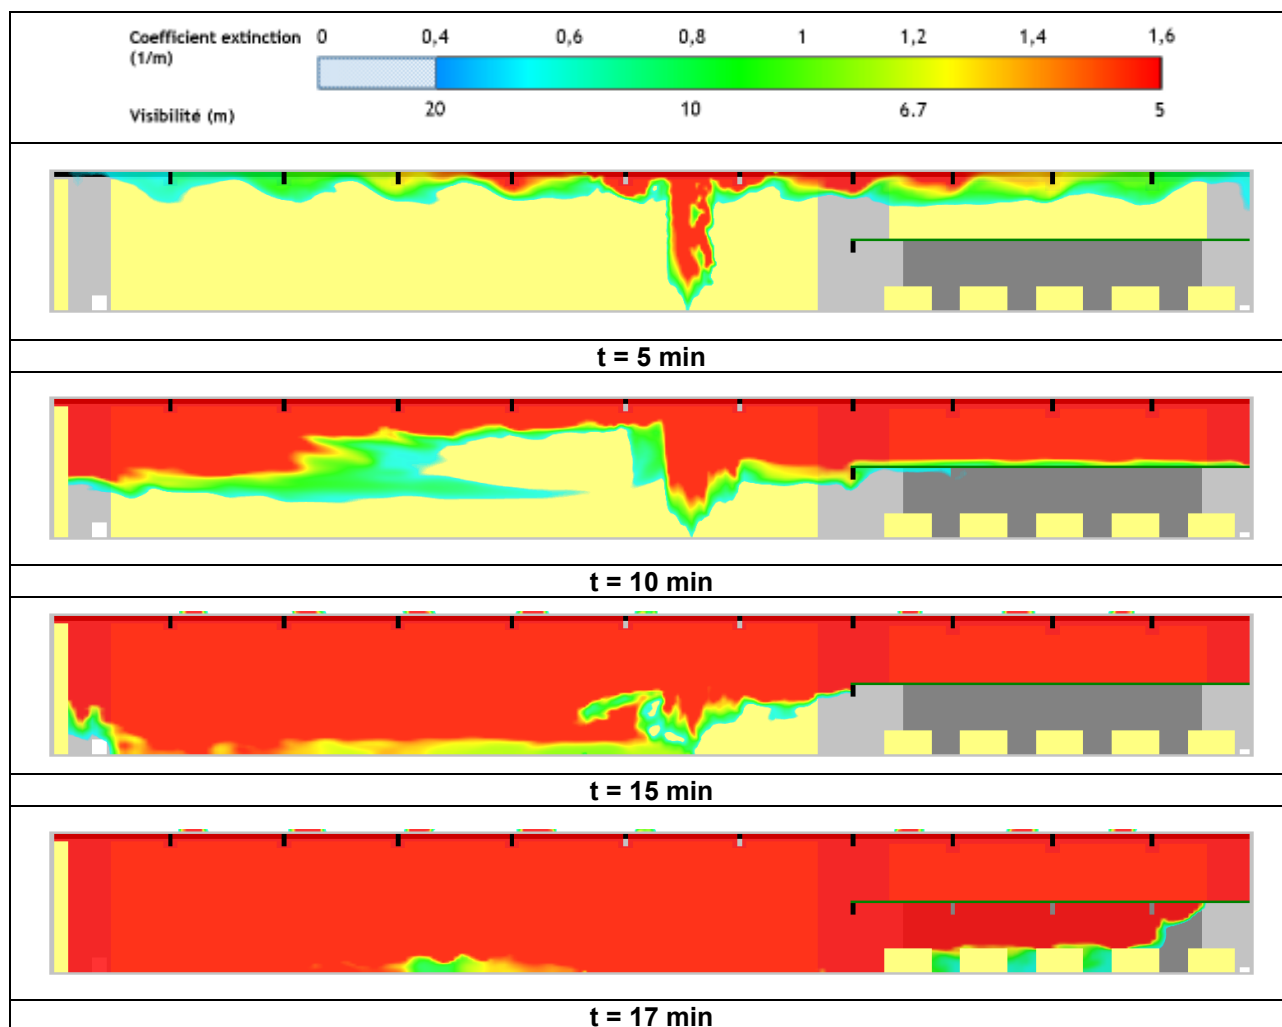 Coefficient extinction 0 0,4 0,6 0,8 1 1,2 1,4 1,6
(1/m)
Visibilité (m) 20 10 6.7 5
t = 5 min
t = 10 min
t = 15 min
t = 17 min